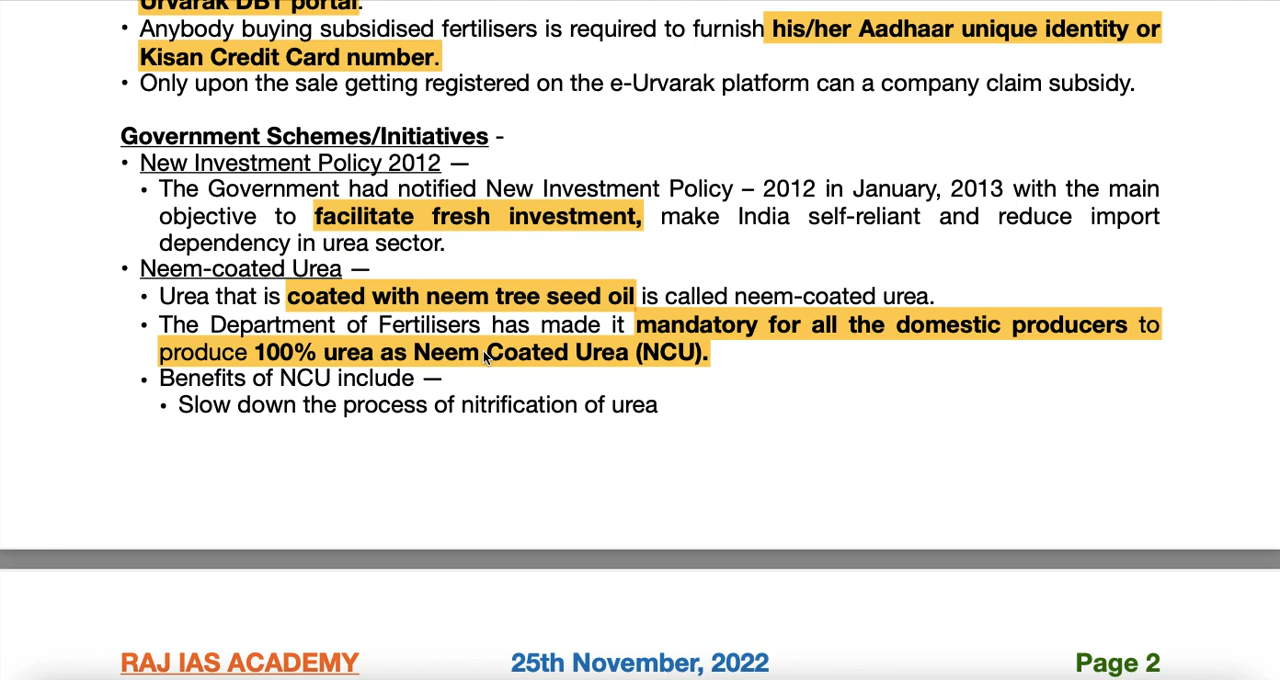 Urvarak DBT portal.
• Anybody buying subsidised fertilisers is required to furnish his/her Aadhaar unique identity or
Kisan Credit Card number.
• Only upon the sale getting registered on the e-Urvarak platform can a company claim subsidy.
Government Schemes/Initiatives -
• New Investment Policy 2012 —
• The Government had notified New Investment Policy – 2012 in January, 2013 with the main
objective to facilitate fresh investment, make India self-reliant and reduce import
dependency in urea sector.
• Neem-coated Urea —
• Urea that is coated with neem tree seed oil is called neem-coated urea.
• The Department of Fertilisers has made it mandatory for all the domestic producers to
produce 100% urea as Neem Coated Urea (NCU).
• Benefits of NCU include —
• Slow down the process of nitrification of urea
RAJ IAS ACADEMY 25th November, 2022 Page 2